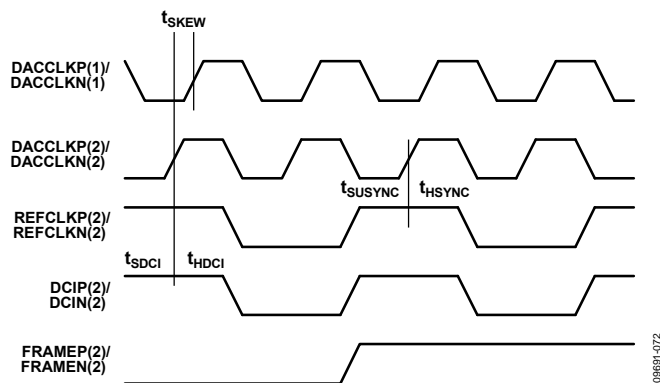 tSKEW
DACCLKP(1)/
DACCLKN(1)
DACCLKP(2)/
DACCLKN(2)
tSUSYNC tHSYNC
REFCLKP(2)/
REFCLKN(2)
tSDCI tHDCI
DCIP(2)/
DCIN(2)
FRAMEP(2)/
FRAMEN(2)
09691-072